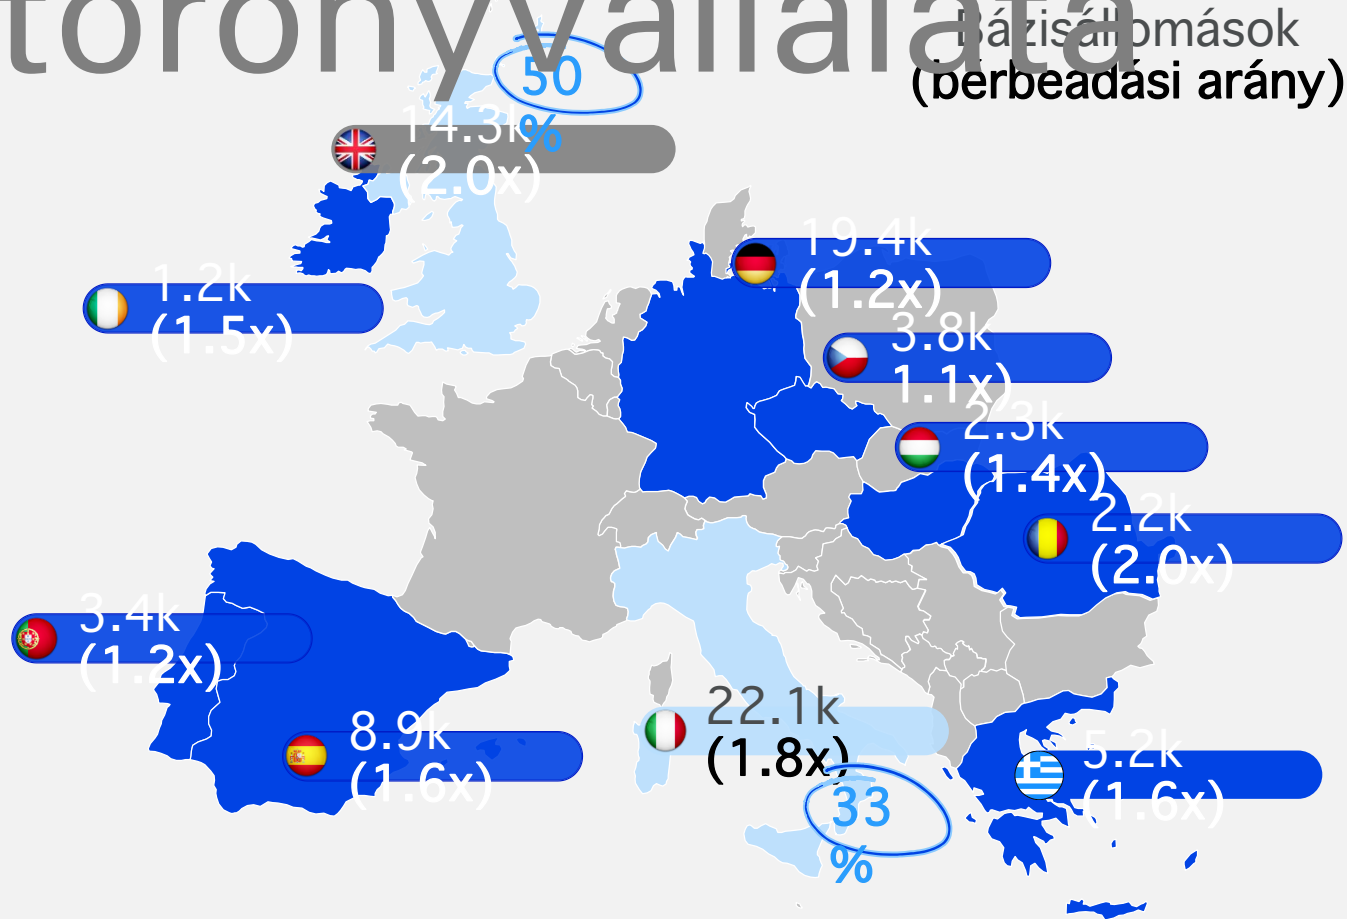 toronyvállalata
Bázisállomások
(bérbeadási arány)
50
%
14.3k
(2.0x)
19.4k
(1.2x)
1.2k
(1.5x)
3.8k
1.1x)
2.3k
(1.4x)
2.2k
(2.0x)
3.4k
(1.2x)
8.9k
(1.6x)
22.1k
(1.8x)
5.2k
(1.6x)
33
%